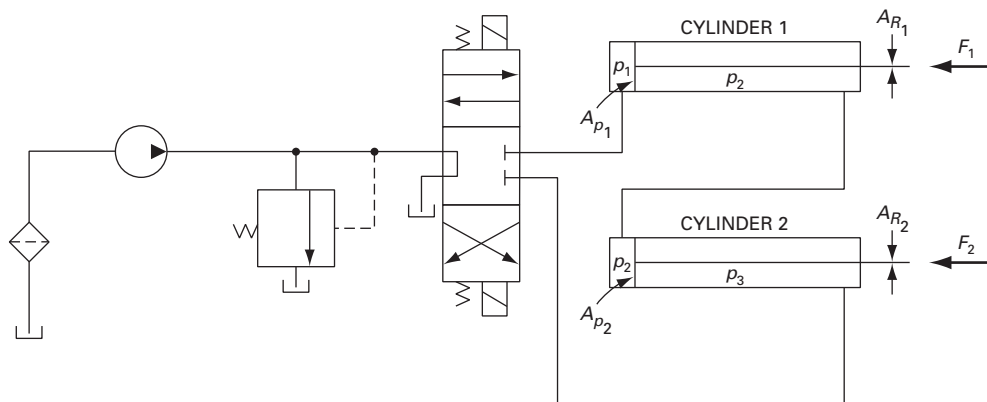 CYLINDER 1
A_R₁
F₁
p₁
p₂
A_p₁
CYLINDER 2
A_R₂
F₂
p₂
p₃
A_p₂